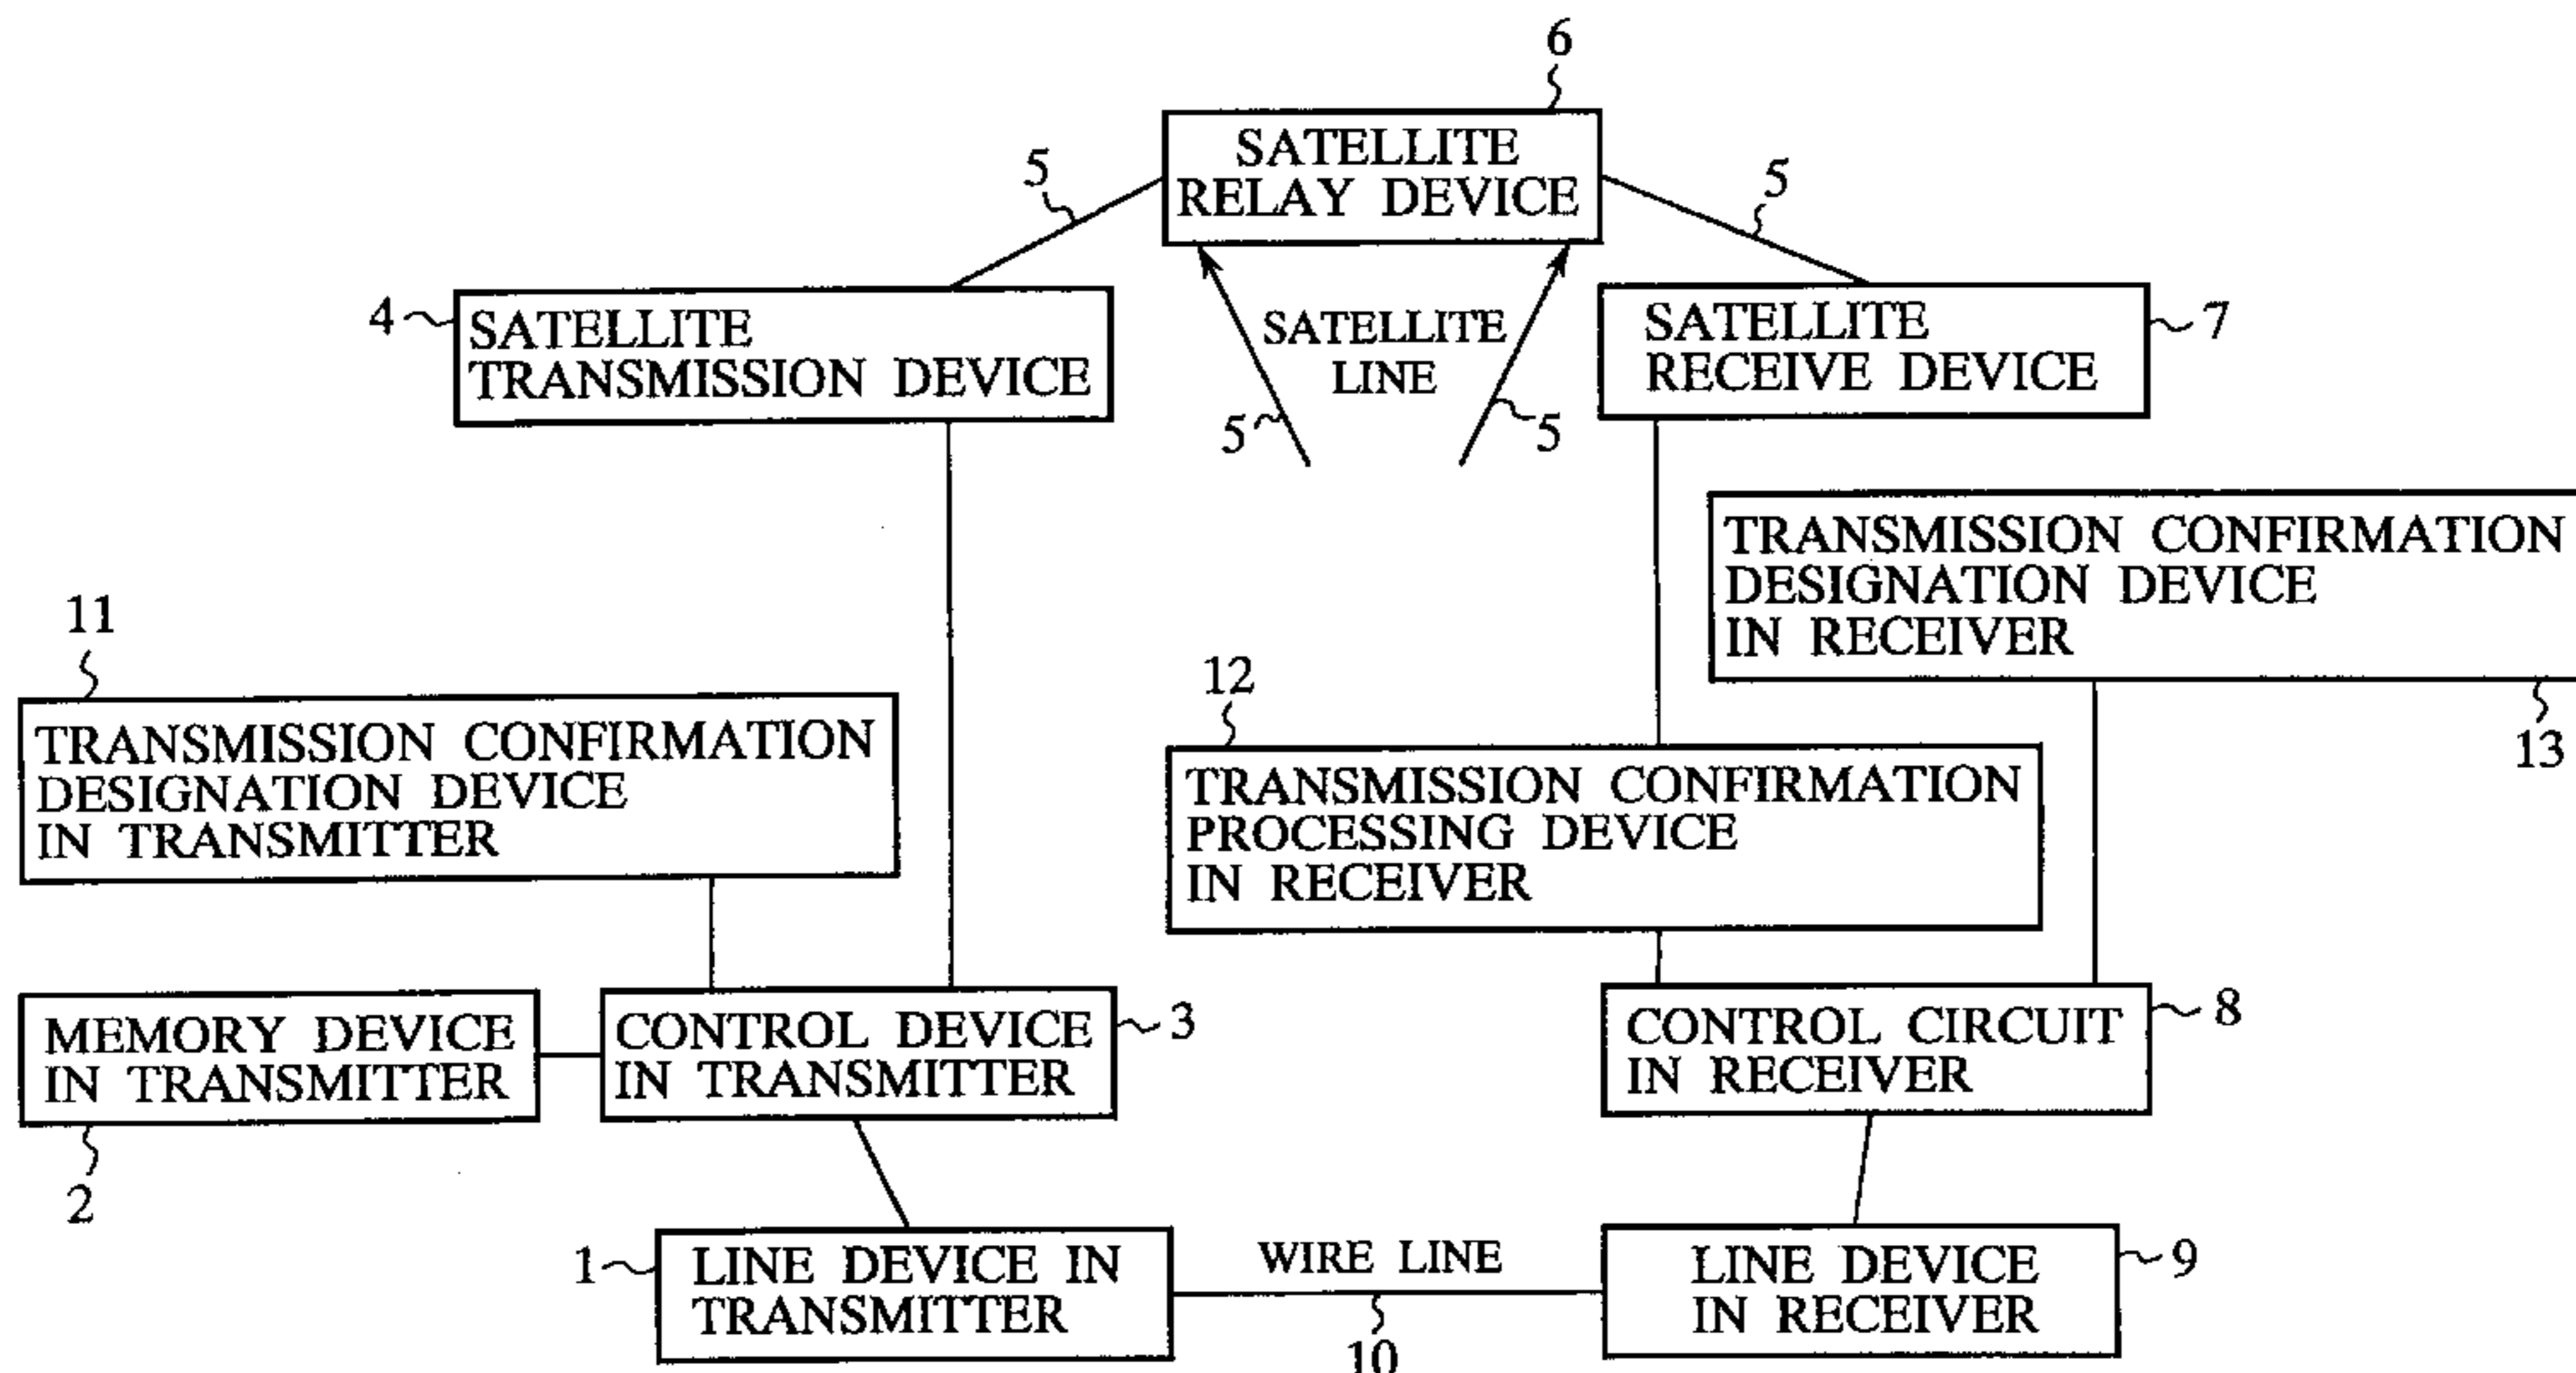 6
SATELLITE
RELAY DEVICE
5
5
4
SATELLITE
TRANSMISSION DEVICE
SATELLITE
LINE
5
5
SATELLITE
RECEIVE DEVICE
7
TRANSMISSION CONFIRMATION
DESIGNATION DEVICE
IN RECEIVER
13
11
TRANSMISSION CONFIRMATION
DESIGNATION DEVICE
IN TRANSMITTER
12
TRANSMISSION CONFIRMATION
PROCESSING DEVICE
IN RECEIVER
MEMORY DEVICE
IN TRANSMITTER
2
CONTROL DEVICE
IN TRANSMITTER
3
CONTROL CIRCUIT
IN RECEIVER
8
1
LINE DEVICE IN
TRANSMITTER
WIRE LINE
10
LINE DEVICE
IN RECEIVER
9